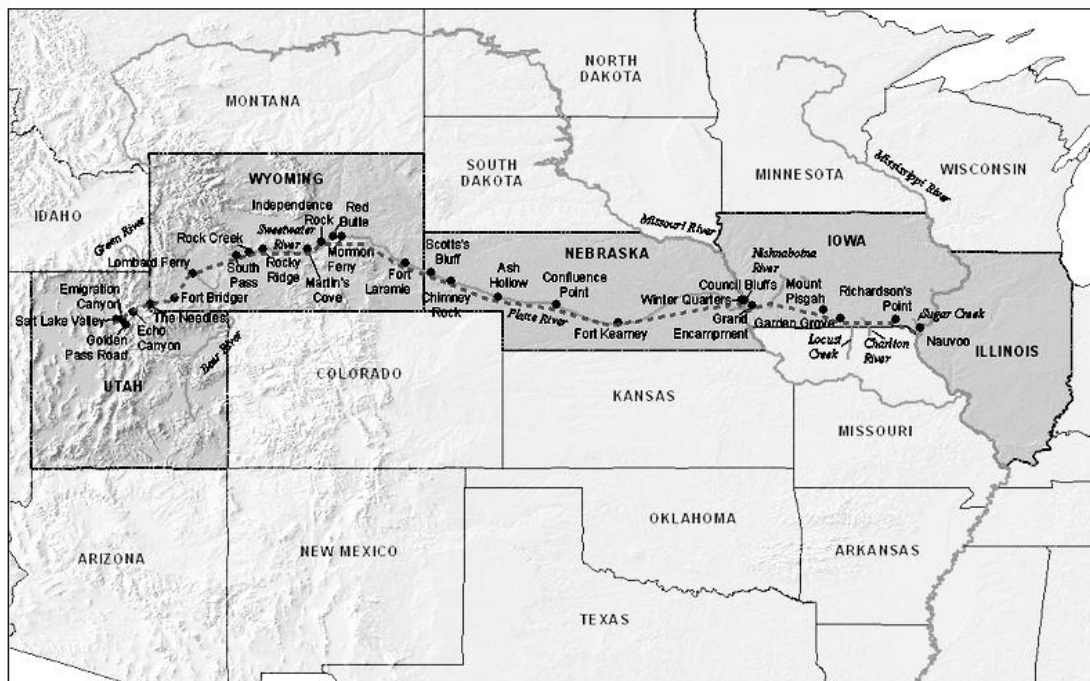 NORTH
DAKOTA
MONTANA
SOUTH
DAKOTA
MINNESOTA
WISCONSIN
Mississippi River
IDAHO
WYOMING
Independence
Rock
Red
Butte
Sweetwater
River
Rock Creek
Green River
Lombard Ferry
South
Pass
Rocky
Ridge
Martin's
Cove
Mormon
Ferry
Fort
Laramie
Scotts's
Bluff
Chimney
Rock
NEBRASKA
Missouri River
Ash
Hollow
Confluence
Point
Platte River
Fort Kearney
Winter Quarters
Council Bluffs
Grand
Encampment
IOWA
Nishnabotna
River
Mount
Pisgah
Garden Grove
Locust
Creek
Richardson's
Point
Charlton
River
Sugar Creek
Nauvoo
ILLINOIS
Emigration
Canyon
Salt Lake Valley
Golden
Pass Road
Echo
Canyon
The Needles
Fort Bridger
Bear River
UTAH
COLORADO
KANSAS
MISSOURI
ARIZONA
NEW MEXICO
OKLAHOMA
ARKANSAS
TEXAS